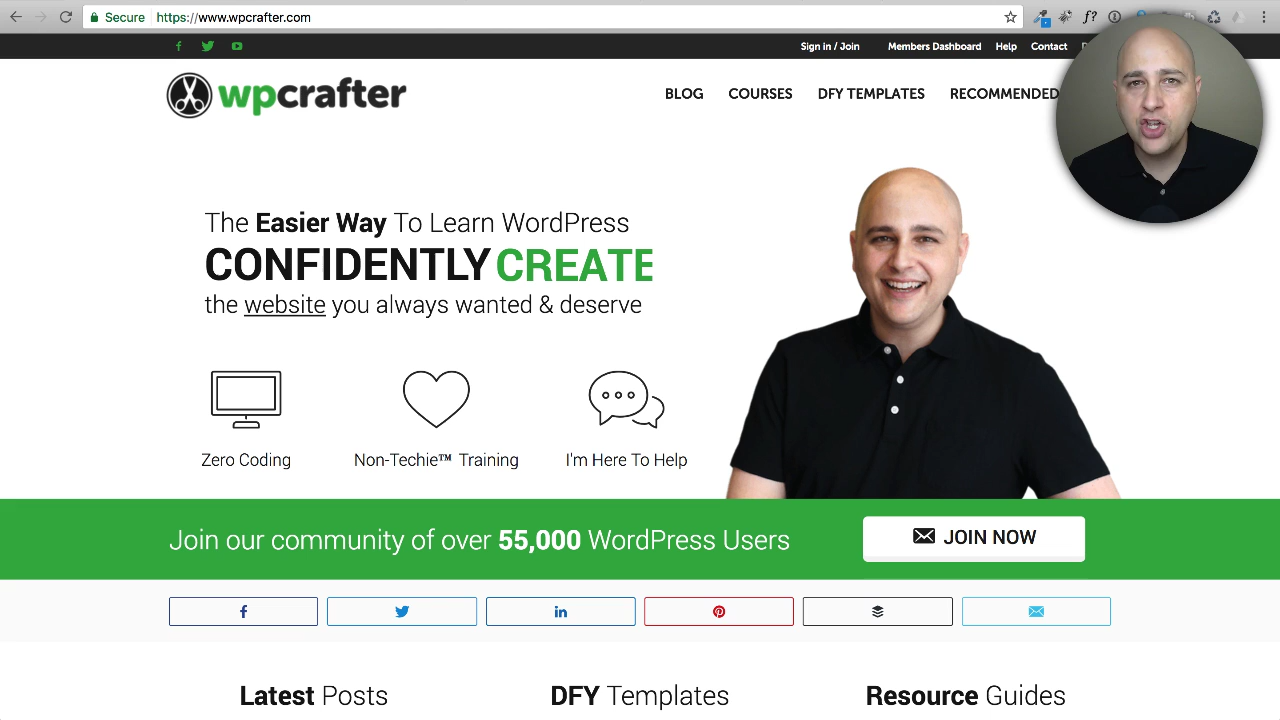 Secure https://www.wpcrafter.com
f?
Sign in / Join Members Dashboard Help Contact
wpcrafter
BLOG COURSES DFY TEMPLATES RECOMMENDED
The Easier Way To Learn WordPress
CONFIDENTLY CREATE
the website you always wanted & deserve
Zero Coding Non-Techie™ Training I'm Here To Help
Join our community of over 55,000 WordPress Users
JOIN NOW
Latest Posts DFY Templates Resource Guides